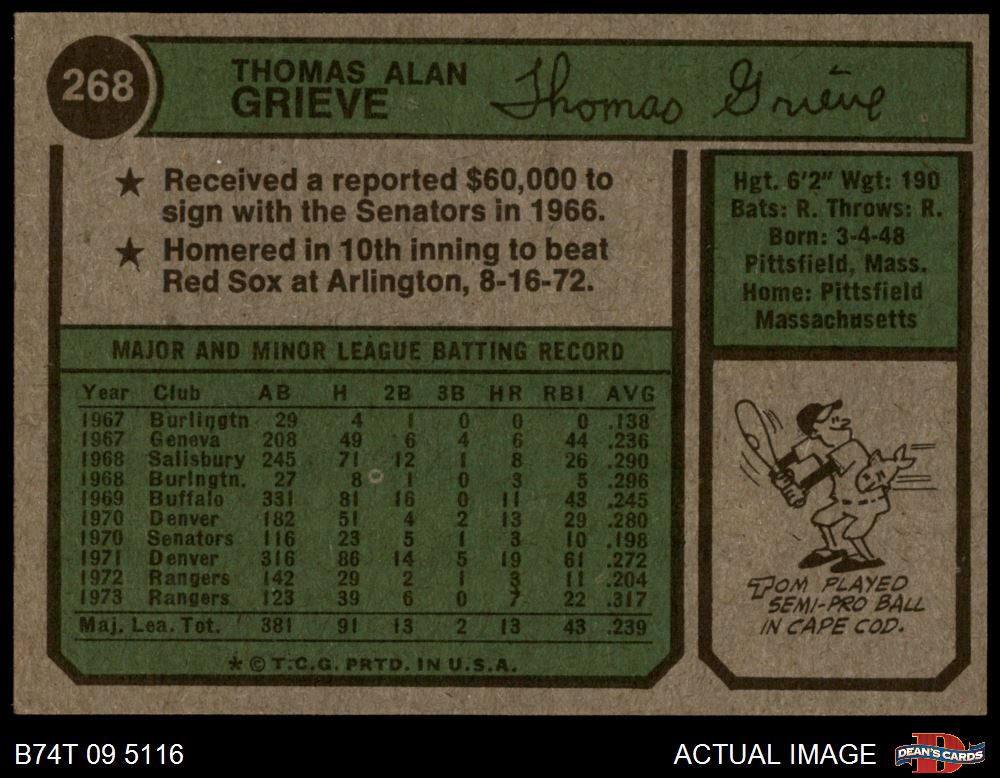 268
THOMAS ALAN
GRIEVE
Thomas Grieve
★ Received a reported $60,000 to
sign with the Senators in 1966.
★ Homered in 10th inning to beat
Red Sox at Arlington, 8-16-72.
Hgt. 6'2" Wgt: 190
Bats: R. Throws: R.
Born: 3-4-48
Pittsfield, Mass.
Home: Pittsfield
Massachusetts
MAJOR AND MINOR LEAGUE BATTING RECORD
Year Club AB H 2B 3B HR RBI AVG
1967 Burlingtn 29 4 1 0 0 0 .138
1967 Geneva 208 49 6 4 6 44 .236
1968 Salisbury 245 71 12 1 8 26 .290
1968 Burlngtn. 27 8 1 0 3 5 .296
1969 Buffalo 331 81 16 0 11 43 .245
1970 Denver 182 51 4 2 13 29 .280
1970 Senators 116 23 5 1 3 10 .198
1971 Denver 316 86 14 5 19 61 .272
1972 Rangers 142 29 2 1 3 11 .204
1973 Rangers 123 39 6 0 7 22 .317
Maj. Lea. Tot. 381 91 13 2 13 43 .239
* © T.C.G. PRTD. IN U.S.A.
TOM PLAYED
SEMI-PRO BALL
IN CAPE COD.
B74T 09 5116
ACTUAL IMAGE
DEAN'S CARDS